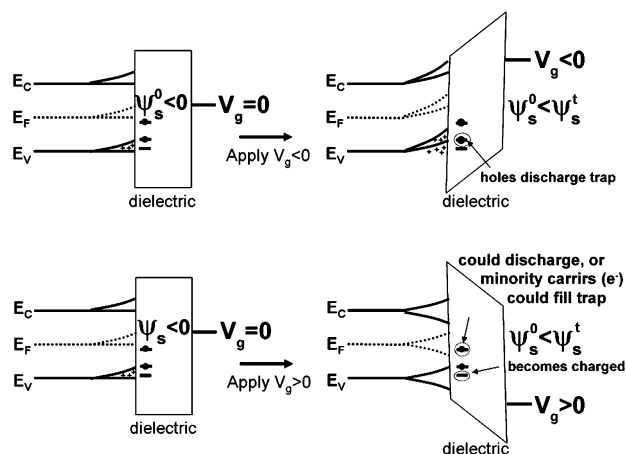 E_C
E_F
E_V
ψ_s^0<0
V_g=0
Apply V_g<0
dielectric
E_C
E_F
E_V
V_g<0
ψ_s^0<ψ_s^t
holes discharge trap
dielectric
E_C
E_F
E_V
ψ_s<0
V_g=0
Apply V_g>0
dielectric
could discharge, or
minority carrirs (e-)
could fill trap
E_C
E_F
E_V
ψ_s^0<ψ_s^t
becomes charged
V_g>0
dielectric